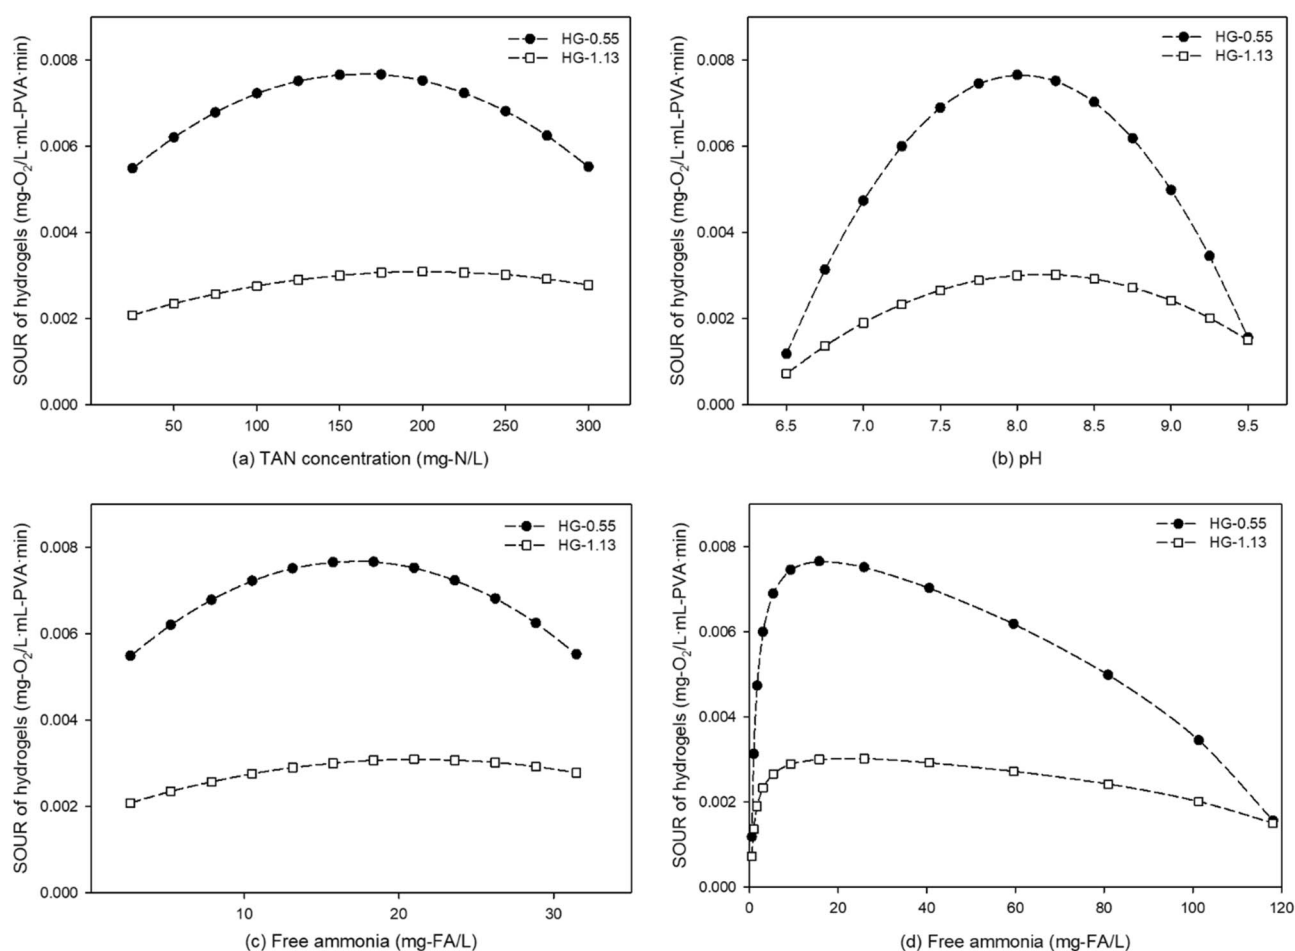 SOUR of hydrogels (mg-O₂/L·mL-PVA·min)
0.008
0.006
0.004
0.002
0.000
HG-0.55
HG-1.13
50 100 150 200 250 300
(a) TAN concentration (mg-N/L)
SOUR of hydrogels (mg-O₂/L·mL-PVA·min)
0.008
0.006
0.004
0.002
0.000
HG-0.55
HG-1.13
6.5 7.0 7.5 8.0 8.5 9.0 9.5
(b) pH
SOUR of hydrogels (mg-O₂/L·mL-PVA·min)
0.008
0.006
0.004
0.002
0.000
HG-0.55
HG-1.13
10 20 30
(c) Free ammonia (mg-FA/L)
SOUR of hydrogels (mg-O₂/L·mL-PVA·min)
0.008
0.006
0.004
0.002
0.000
HG-0.55
HG-1.13
0 20 40 60 80 100 120
(d) Free ammonia (mg-FA/L)